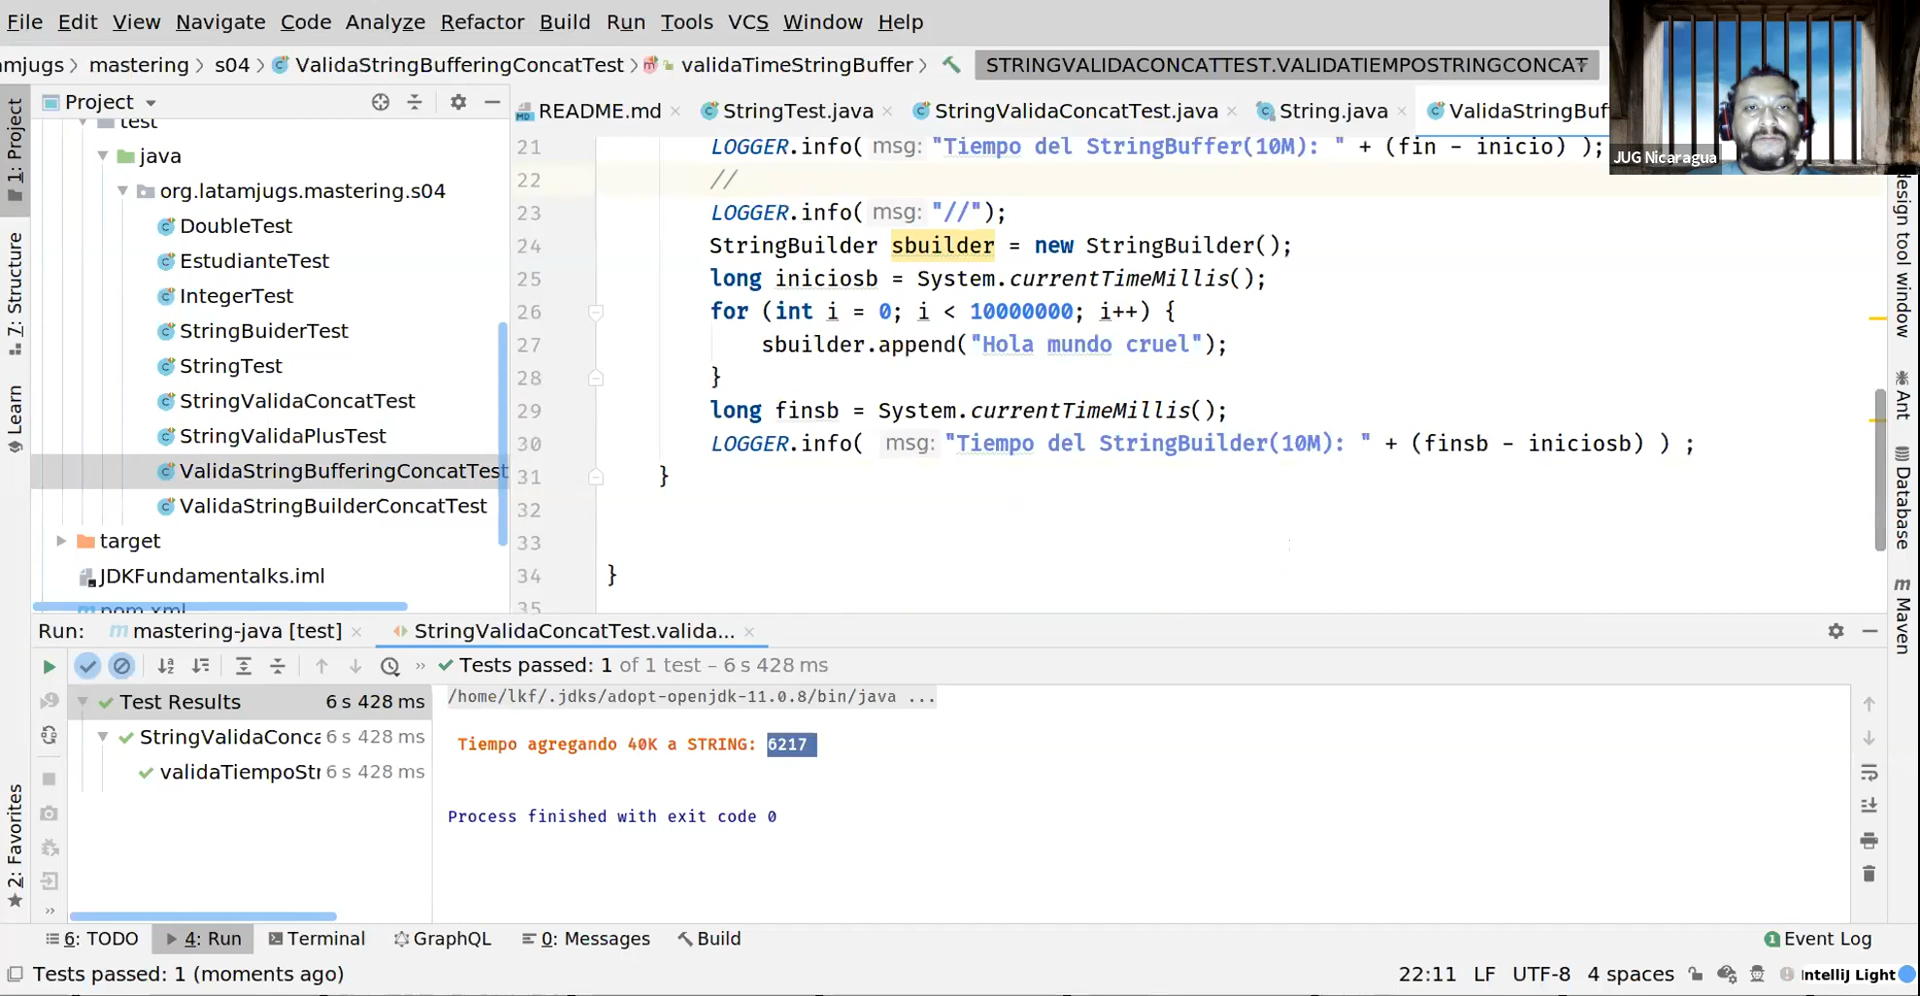 File Edit View Navigate Code Analyze Refactor Build Run Tools VCS Window Help
amjugs mastering s04 ValidaStringBufferingConcatTest validaTimeStringBuffer STRINGVALIDACONCATTEST.VALIDATIEMPOSTRINGCONCAT
JUG Nicaragua
Project
README.md StringTest.java StringValidaConcatTest.java String.java ValidaStringBuf
1: Project
7: Structure
Learn
2: Favorites
test
java
org.latamjugs.mastering.s04
DoubleTest
EstudianteTest
IntegerTest
StringBuiderTest
StringTest
StringValidaConcatTest
StringValidaPlusTest
ValidaStringBufferingConcatTest
ValidaStringBuilderConcatTest
target
JDKFundamentalks.iml
pom.xml
21 LOGGER.info( msg: "Tiempo del StringBuffer(10M): " + (fin - inicio) );
22 //
23 LOGGER.info( msg: "//");
24 StringBuilder sbuilder = new StringBuilder();
25 long iniciosb = System.currentTimeMillis();
26 for (int i = 0; i < 10000000; i++) {
27 sbuilder.append("Hola mundo cruel");
28 }
29 long finsb = System.currentTimeMillis();
30 LOGGER.info( msg: "Tiempo del StringBuilder(10M): " + (finsb - iniciosb) ) ;
31 }
32
33
34 }
35
design tool window
Ant
Database
Maven
Run: mastering-java [test] StringValidaConcatTest.valida...
Tests passed: 1 of 1 test – 6 s 428 ms
Test Results 6 s 428 ms
StringValidaConca 6 s 428 ms
validaTiempoStr 6 s 428 ms
/home/lkf/.jdks/adopt-openjdk-11.0.8/bin/java ...
Tiempo agregando 40K a STRING: 6217
Process finished with exit code 0
6: TODO 4: Run Terminal GraphQL 0: Messages Build 1 Event Log
Tests passed: 1 (moments ago) 22:11 LF UTF-8 4 spaces IntelliJ Light